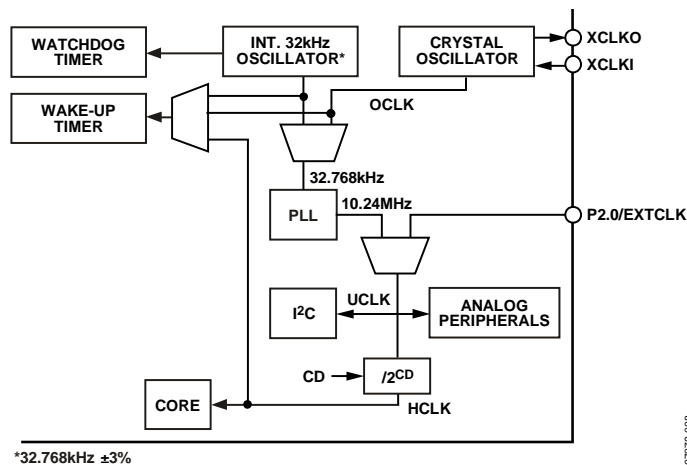 WATCHDOG
TIMER
INT. 32kHz
OSCILLATOR*
CRYSTAL
OSCILLATOR
XCLKO
XCLKI
WAKE-UP
TIMER
OCLK
32.768kHz
PLL
10.24MHz
P2.0/EXTCLK
I²C
UCLK
ANALOG
PERIPHERALS
CD
/2ᶜᴰ
CORE
HCLK
*32.768kHz ±3%